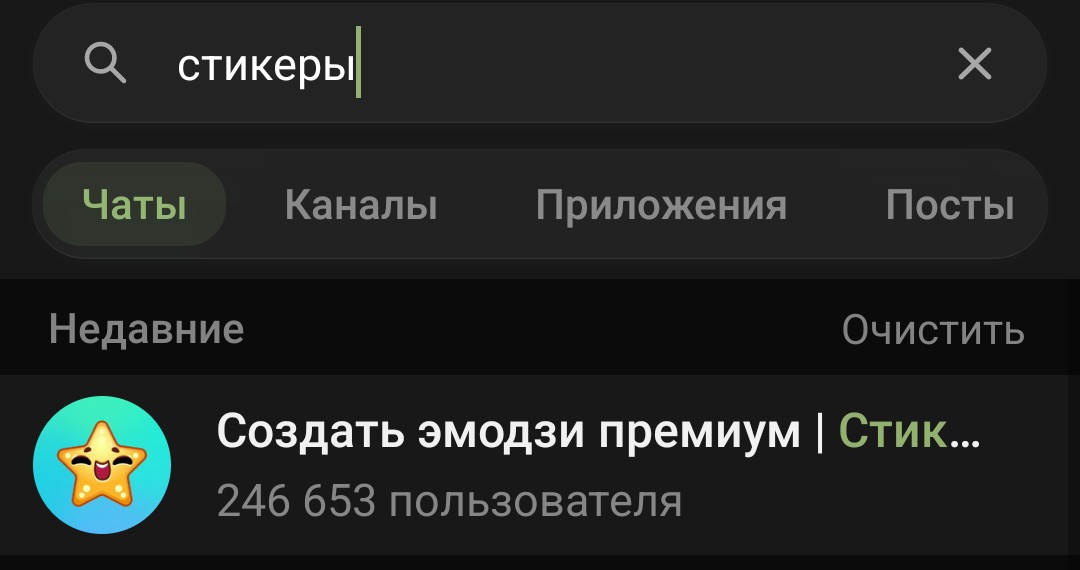 стикеры
Чаты Каналы Приложения Посты
Недавние Очистить
Создать эмодзи премиум | Стик...
246 653 пользователя